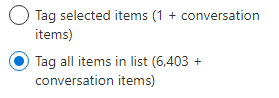 Tag selected items (1 + conversation
items)
Tag all items in list (6,403 +
conversation items)